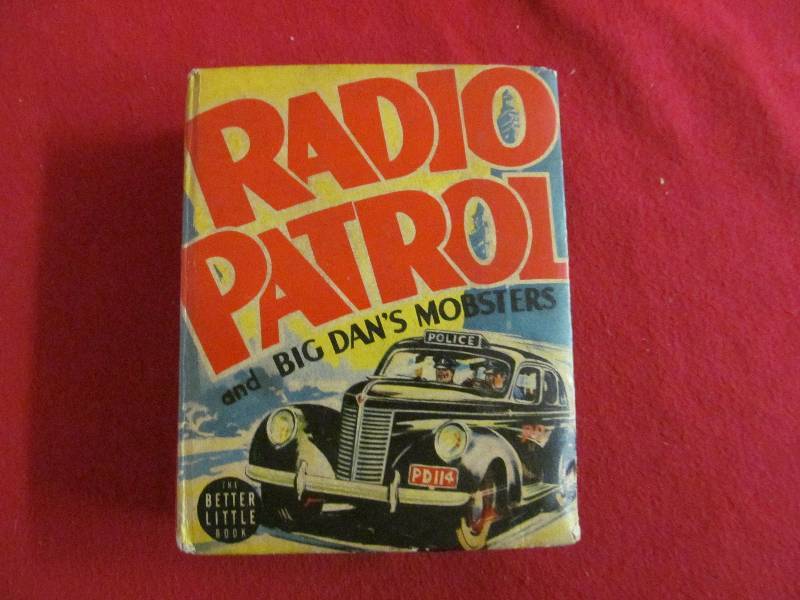 RADIO
PATROL
and BIG DAN'S MOBSTERS
POLICE
PD114
THE
BETTER
LITTLE
BOOK